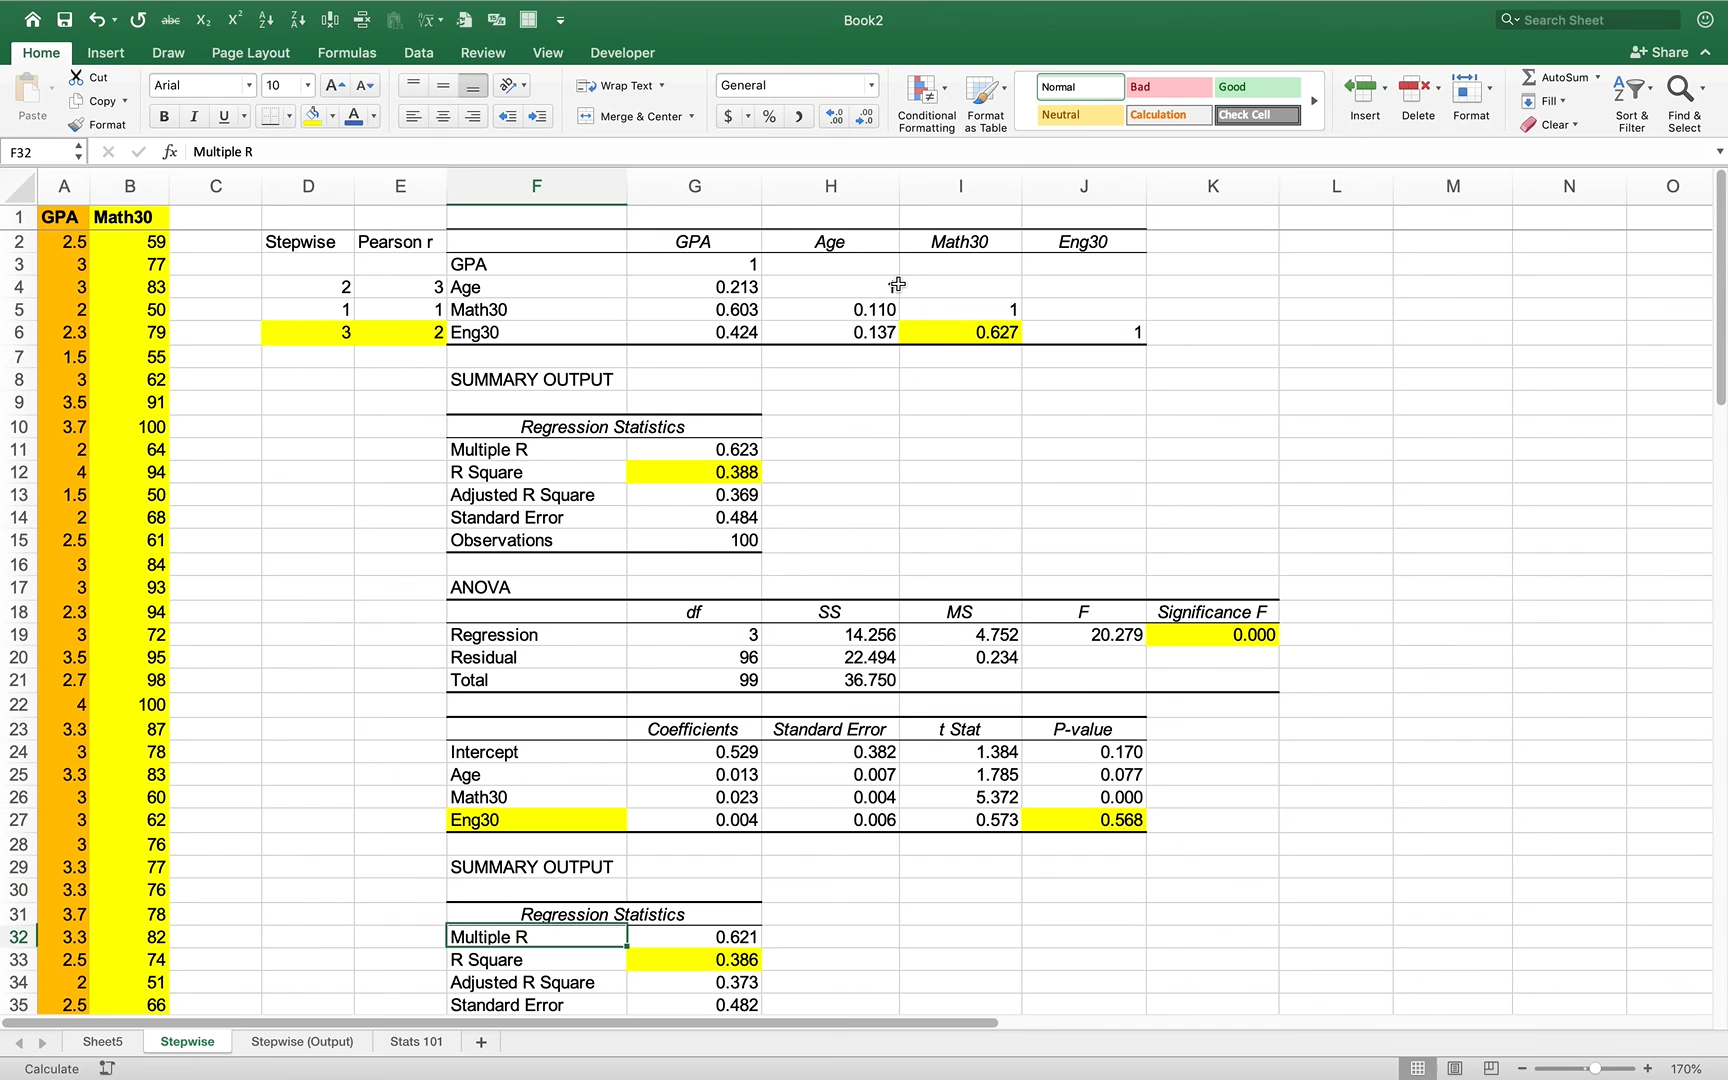 abc X₂ X² Book2 Search Sheet
Home Insert Draw Page Layout Formulas Data Review View Developer Share
Paste Cut Copy Format
Arial 10 Wrap Text General
B I U Merge & Center $ % .0 .00 .00 .0
Conditional Formatting Format as Table
Normal Bad Good
Neutral Calculation Check Cell
Insert Delete Format
AutoSum Fill Clear
Sort & Filter Find & Select
F32 fx Multiple R
A B C D E F G H I J K L M N O
1 GPA Math30
2 2.5 59 Stepwise Pearson r GPA Age Math30 Eng30
3 3 77 GPA 1
4 3 83 2 3 Age 0.213
5 2 50 1 1 Math30 0.603 0.110 1
6 2.3 79 3 2 Eng30 0.424 0.137 0.627 1
7 1.5 55
8 3 62 SUMMARY OUTPUT
9 3.5 91
10 3.7 100 Regression Statistics
11 2 64 Multiple R 0.623
12 4 94 R Square 0.388
13 1.5 50 Adjusted R Square 0.369
14 2 68 Standard Error 0.484
15 2.5 61 Observations 100
16 3 84
17 3 93 ANOVA
18 2.3 94 df SS MS F Significance F
19 3 72 Regression 3 14.256 4.752 20.279 0.000
20 3.5 95 Residual 96 22.494 0.234
21 2.7 98 Total 99 36.750
22 4 100
23 3.3 87 Coefficients Standard Error t Stat P-value
24 3 78 Intercept 0.529 0.382 1.384 0.170
25 3.3 83 Age 0.013 0.007 1.785 0.077
26 3 60 Math30 0.023 0.004 5.372 0.000
27 3 62 Eng30 0.004 0.006 0.573 0.568
28 3 76
29 3.3 77 SUMMARY OUTPUT
30 3.3 76
31 3.7 78 Regression Statistics
32 3.3 82 Multiple R 0.621
33 2.5 74 R Square 0.386
34 2 51 Adjusted R Square 0.373
35 2.5 66 Standard Error 0.482
Sheet5 Stepwise Stepwise (Output) Stats 101
Calculate 170%